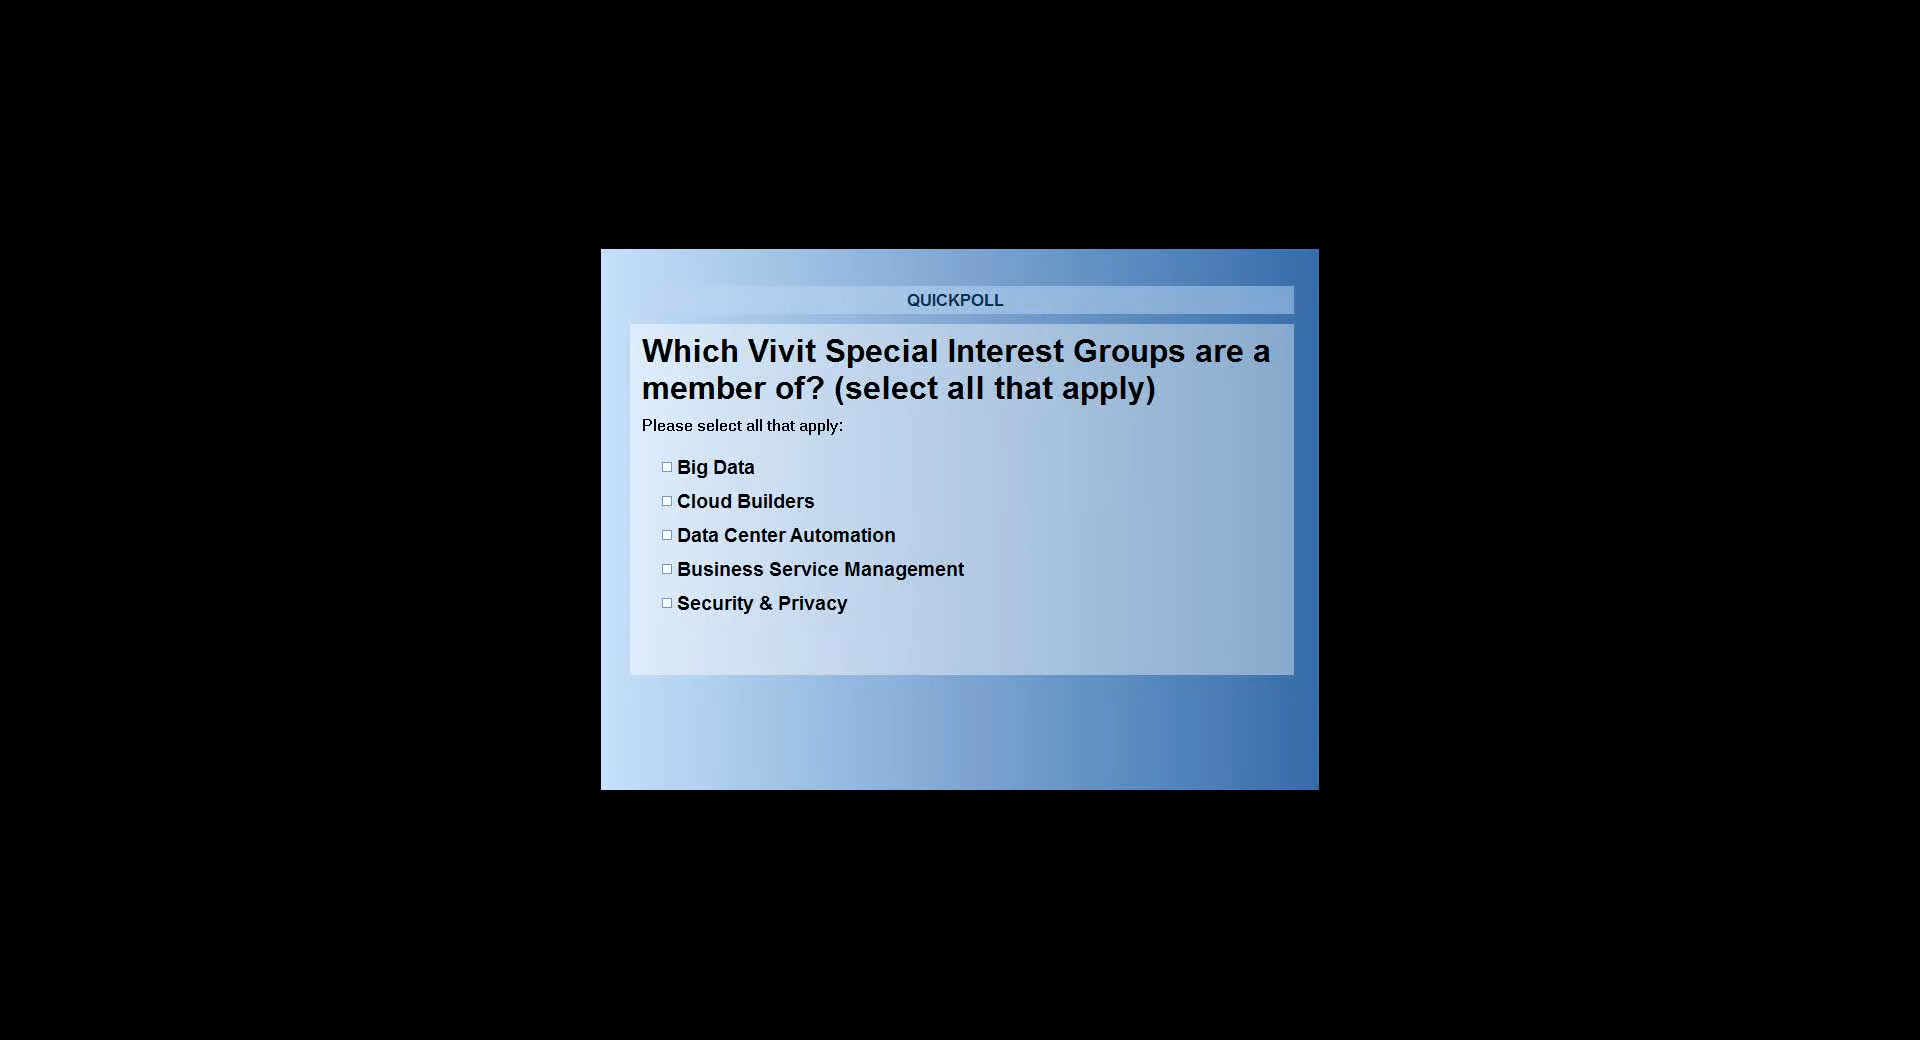 QUICKPOLL
Which Vivit Special Interest Groups are a
member of? (select all that apply)
Please select all that apply:
Big Data
Cloud Builders
Data Center Automation
Business Service Management
Security & Privacy